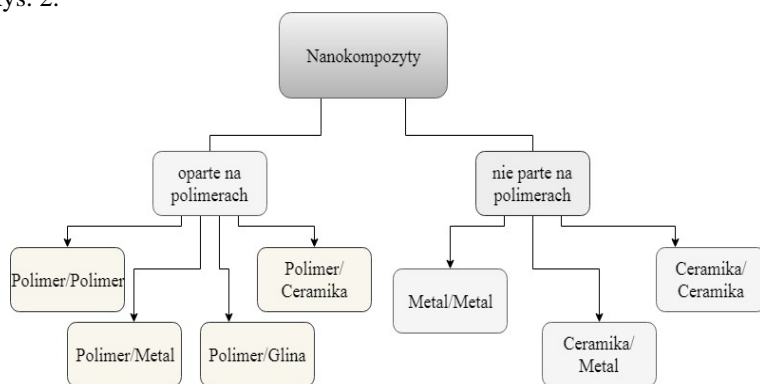 ys. 2.
Nanokompozyty
oparte na
polimerach
nie parte na
polimerach
Polimer/Polimer
Polimer/
Ceramika
Polimer/Metal
Polimer/Glina
Metal/Metal
Ceramika/
Metal
Ceramika/
Ceramika